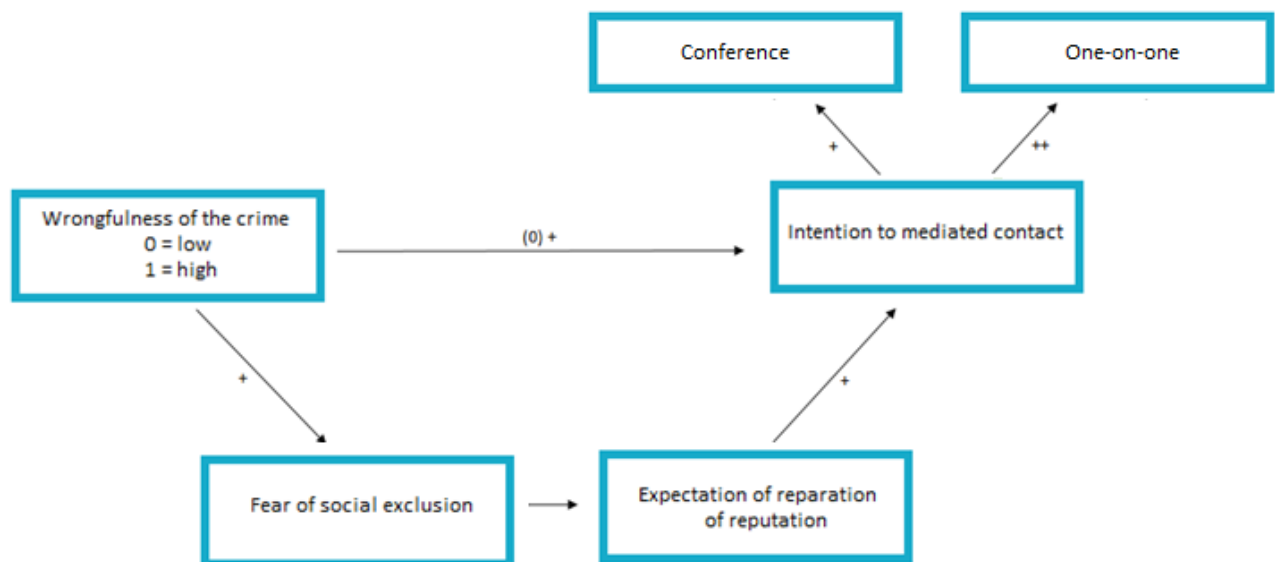 Conference
One-on-one
+
++
Wrongfulness of the crime
0 = low
1 = high
(0) +
Intention to mediated contact
+
+
Fear of social exclusion
Expectation of reparation
of reputation